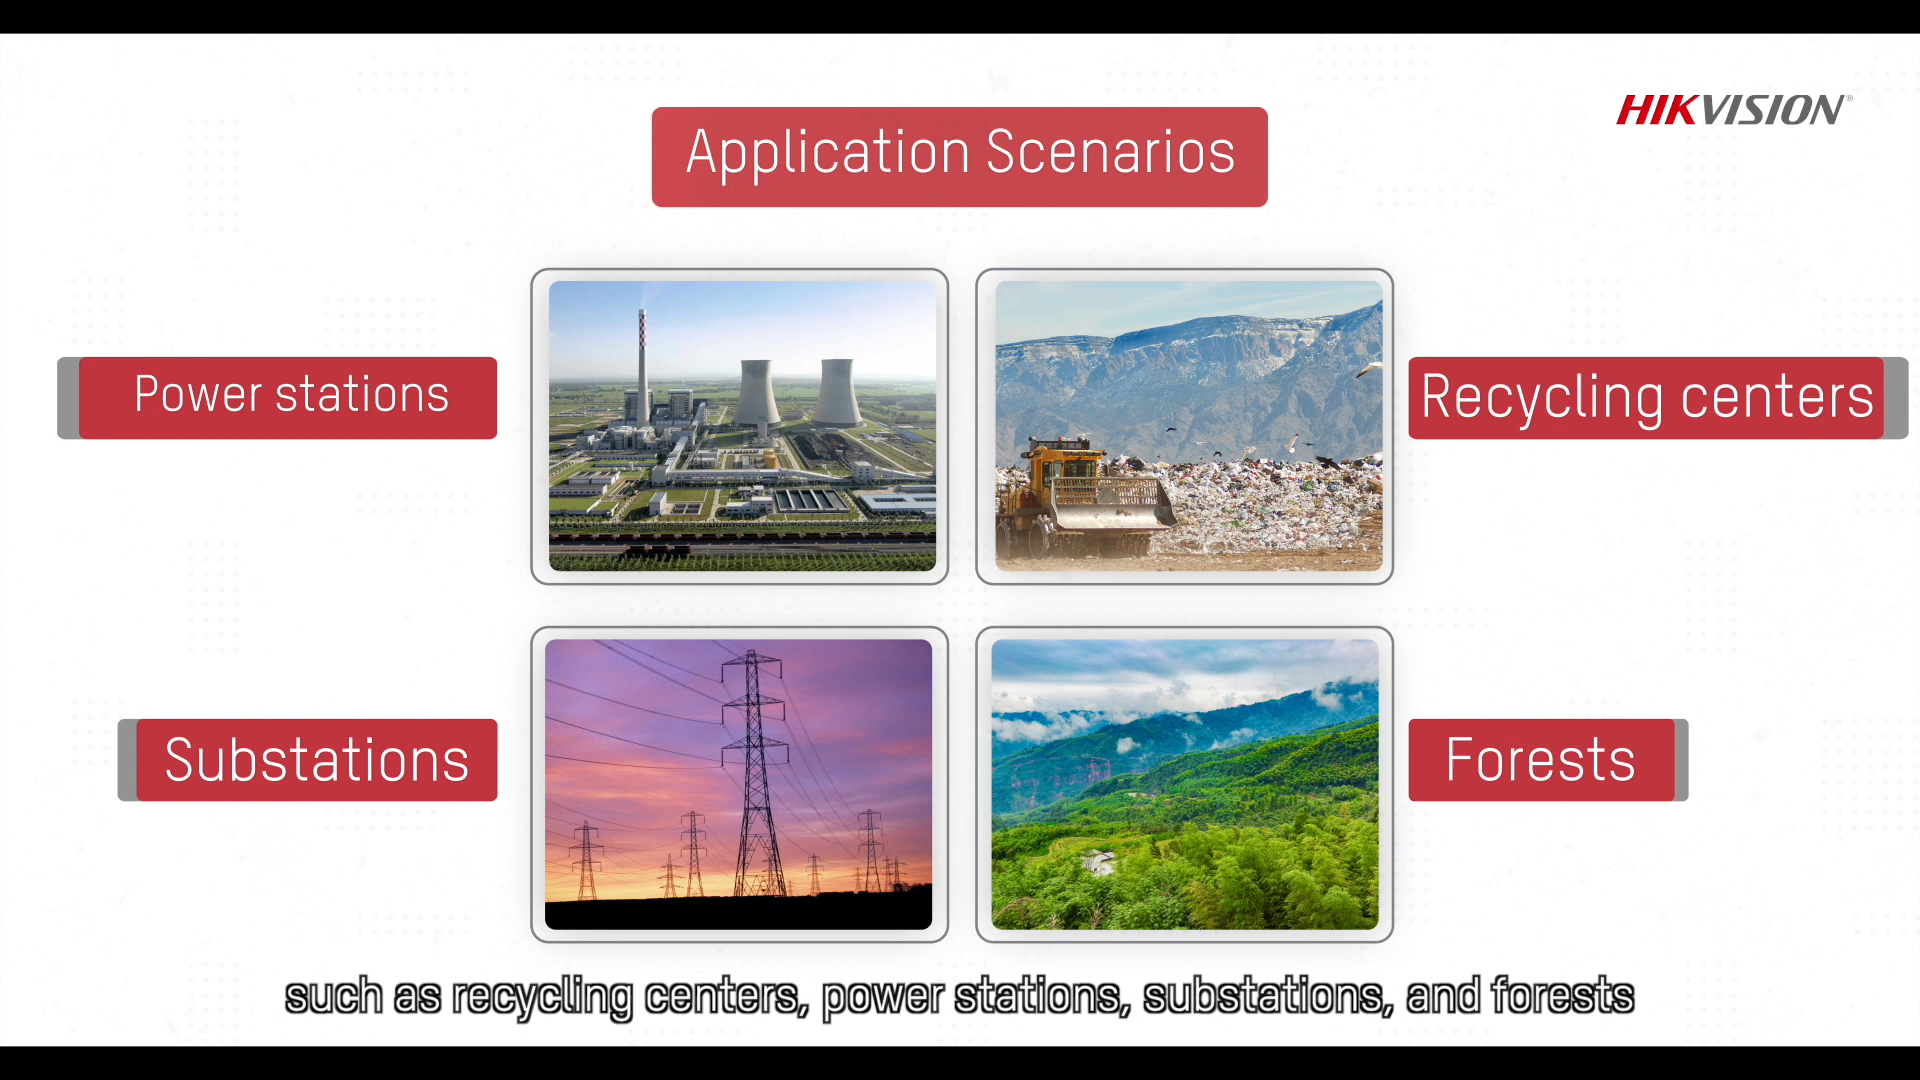 HIKVISION®
Application Scenarios
Power stations
Recycling centers
Substations
Forests
such as recycling centers, power stations, substations, and forests